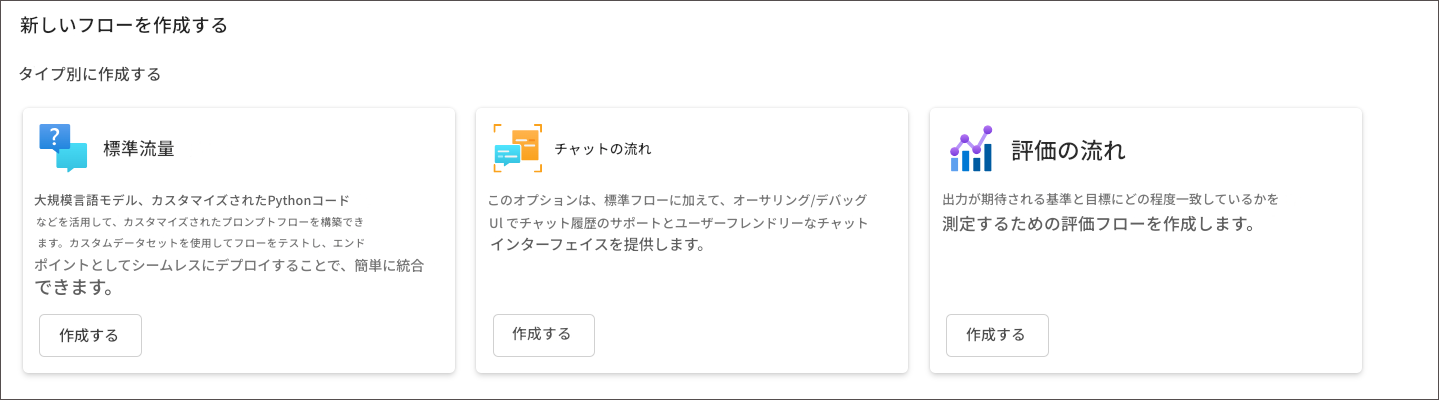 新しいフローを作成する
タイプ別に作成する
標準流量
大規模言語モデル、カスタマイズされたPythonコード
などを活用して、カスタマイズされたプロンプトフローを構築でき
ます。カスタムデータセットを使用してフローをテストし、エンド
ポイントとしてシームレスにデプロイすることで、簡単に統合
できます。
作成する
チャットの流れ
このオプションは、標準フローに加えて、オーサリング/デバッグ
UI でチャット履歴のサポートとユーザーフレンドリーなチャット
インターフェイスを提供します。
作成する
評価の流れ
出力が期待される基準と目標にどの程度一致しているかを
測定するための評価フローを作成します。
作成する